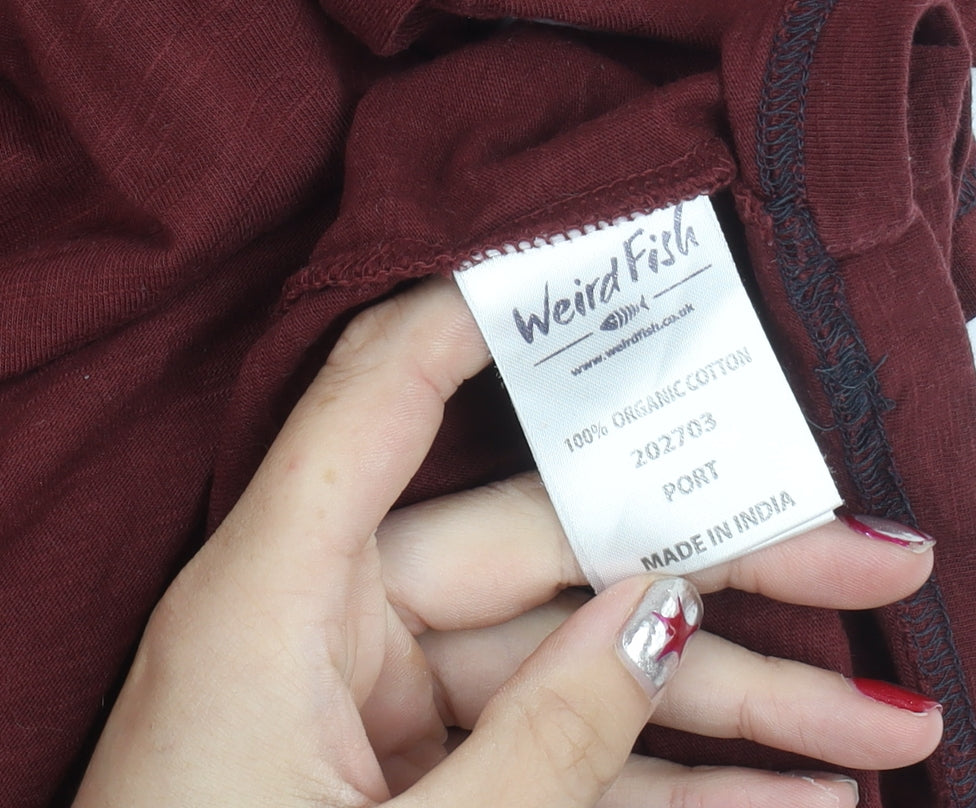 Weird Fish
www.weirdfish.co.uk
100% ORGANIC COTTON
202703
PORT
MADE IN INDIA